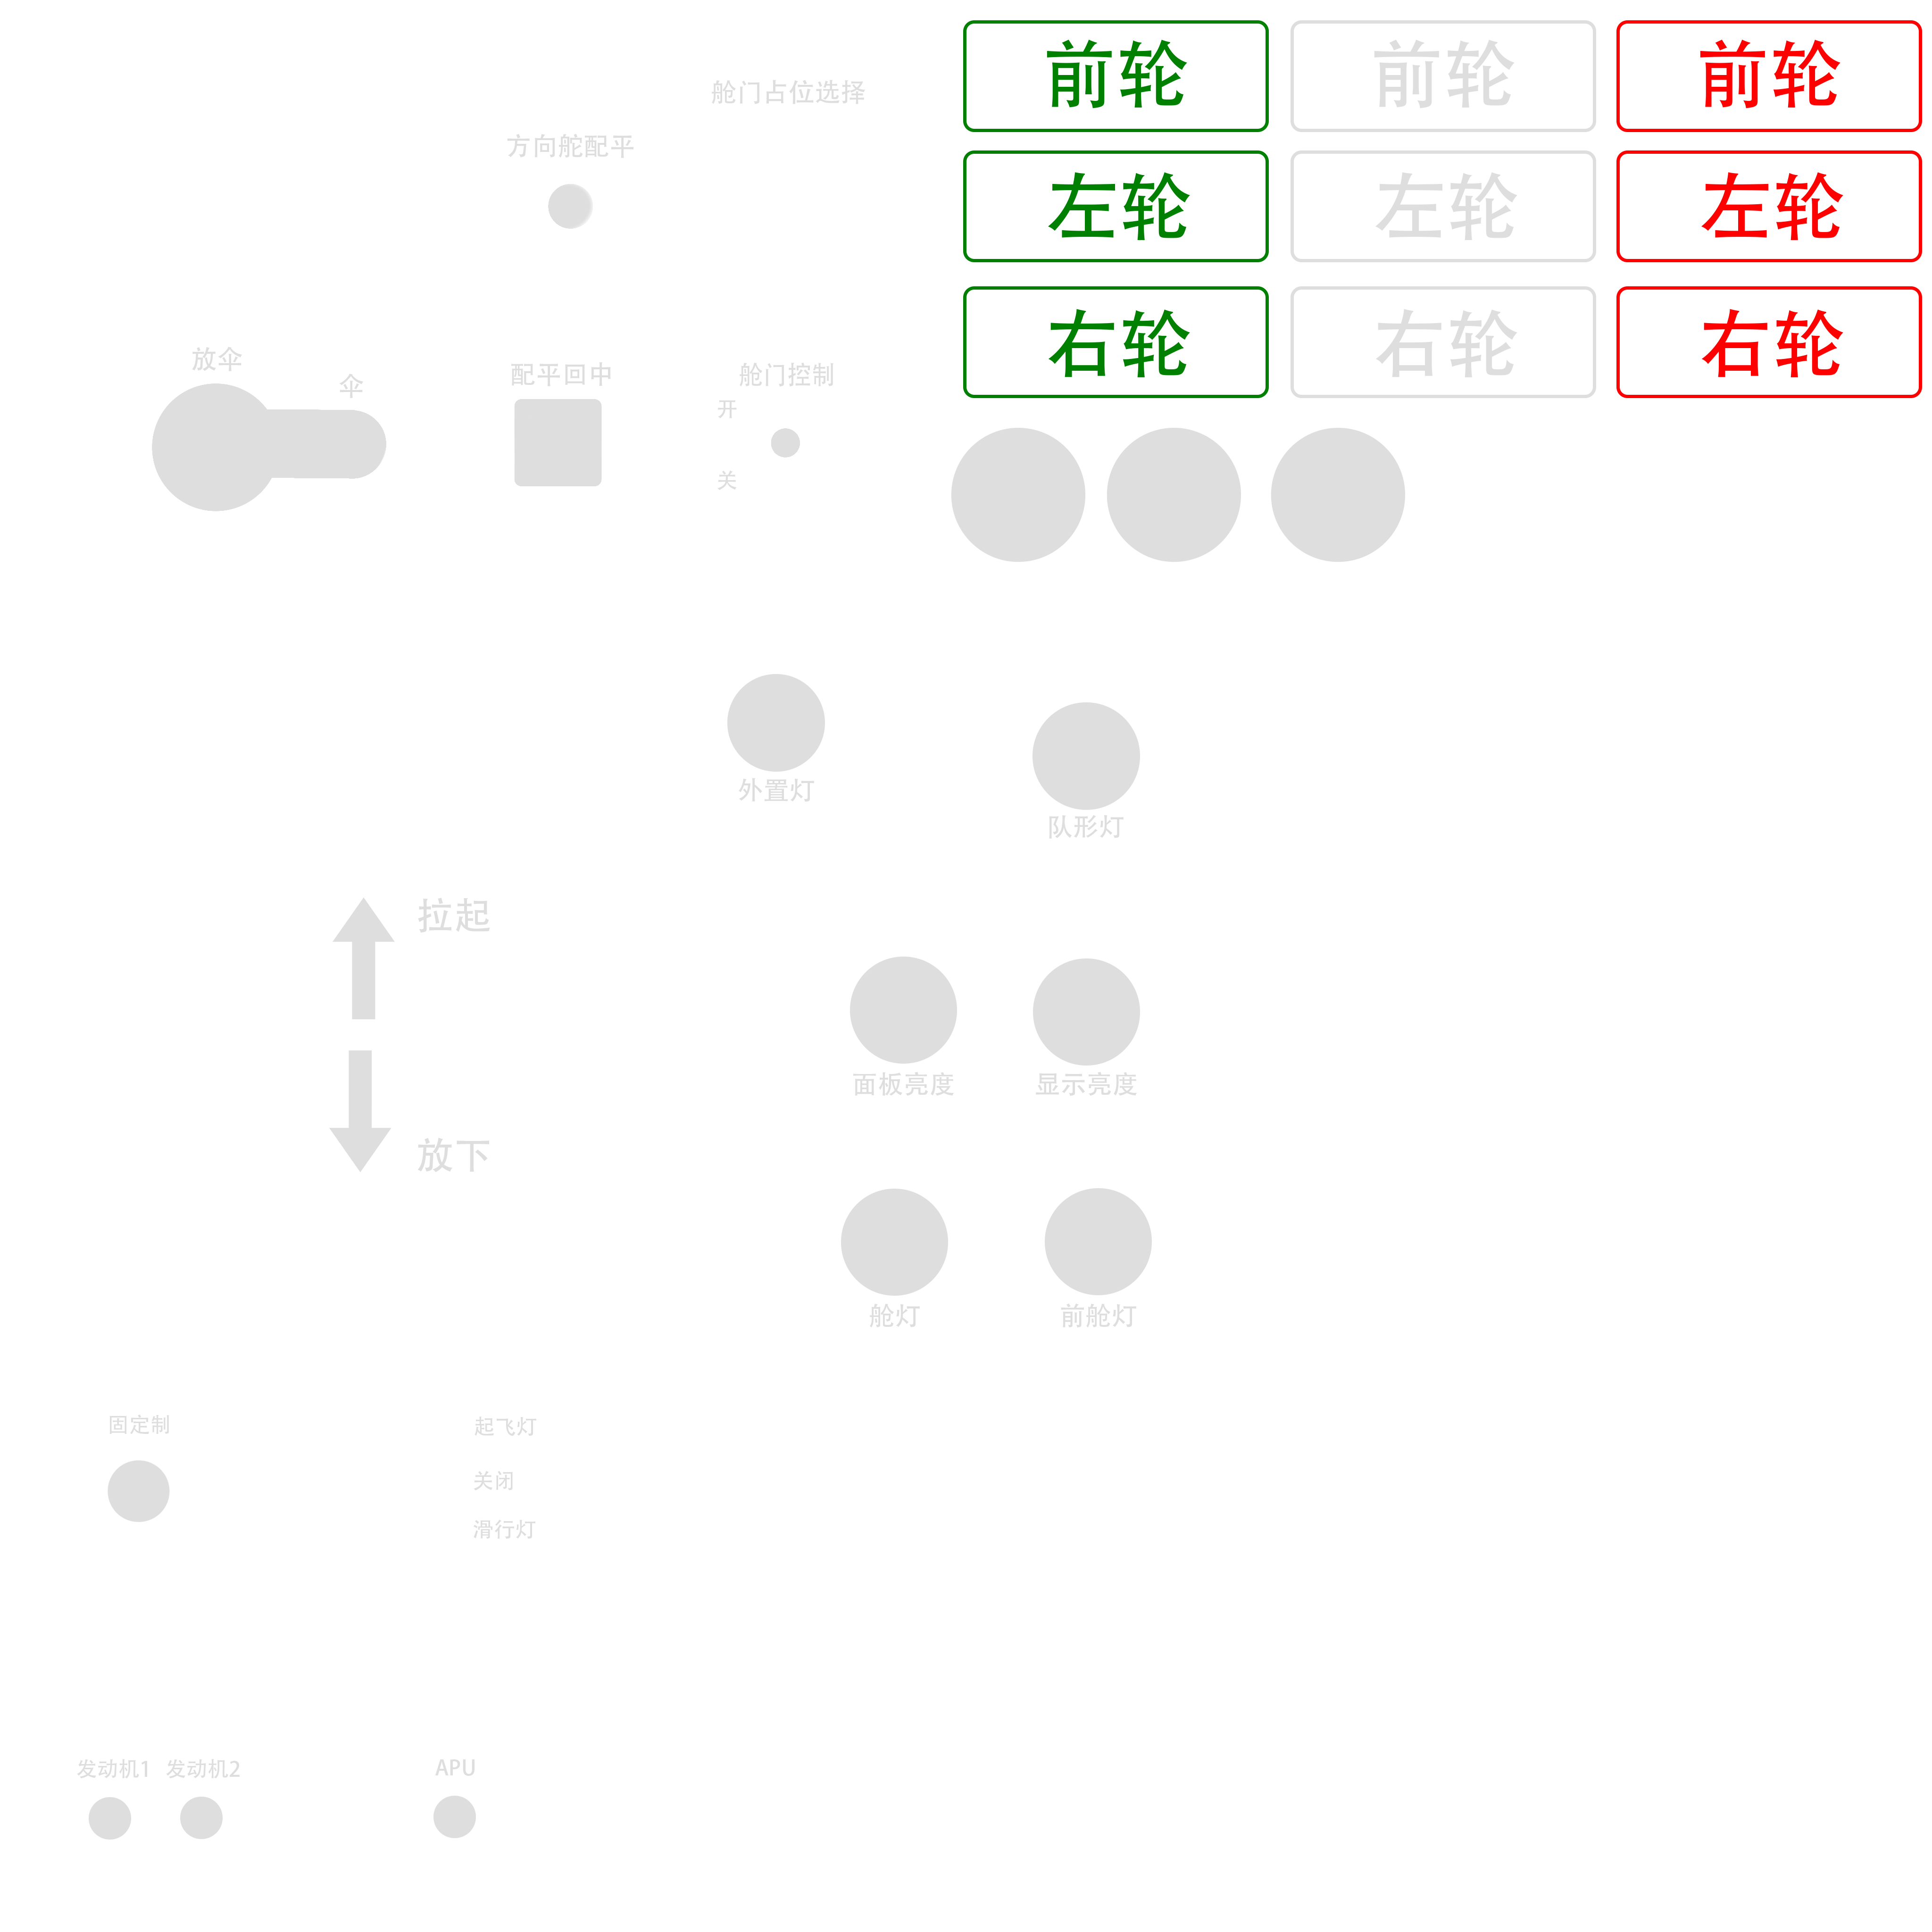 前轮 前轮 前轮
舱门占位选择
方向舵配平
左轮 左轮 左轮
右轮 右轮 右轮
放伞
伞
配平回中
舱门控制
开
关
外置灯
队形灯
拉起
放下
面板亮度
显示亮度
舱灯
前舱灯
固定制
起飞灯
关闭
滑行灯
发动机1 发动机2
APU